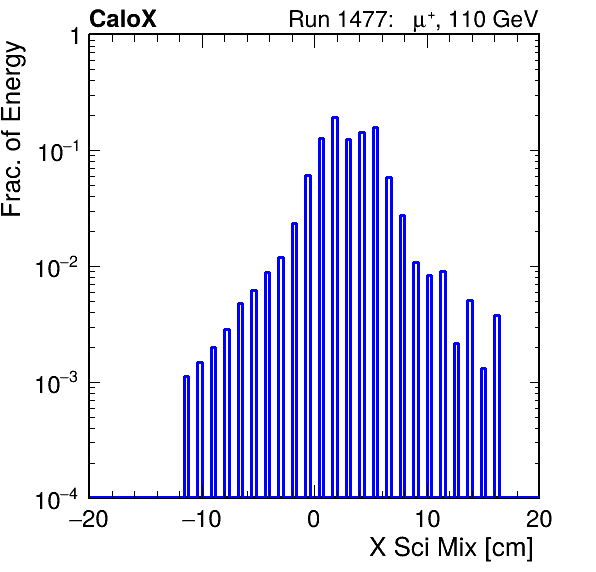 CaloX Run 1477: μ⁺, 110 GeV
Frac. of Energy
1
10⁻¹
10⁻²
10⁻³
10⁻⁴
−20 −10 0 10 20
X Sci Mix [cm]